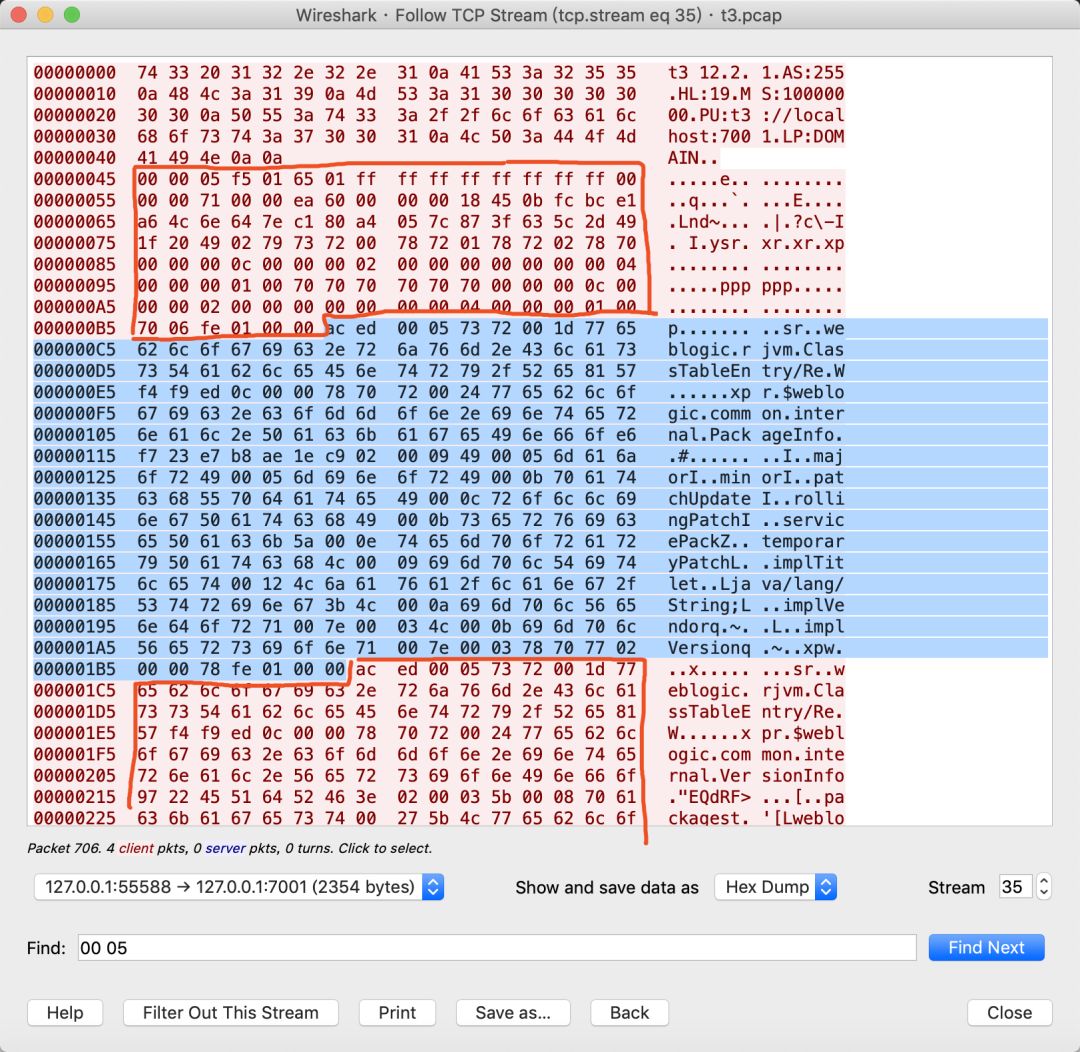 Wireshark · Follow TCP Stream (tcp.stream eq 35) · t3.pcap
00000000 74 33 20 31 32 2e 32 2e 31 0a 41 53 3a 32 35 35 t3 12.2. 1.AS:255
00000010 0a 48 4c 3a 31 39 0a 4d 53 3a 31 30 30 30 30 30 .HL:19.M S:100000
00000020 30 30 0a 50 55 3a 74 33 3a 2f 2f 6c 6f 63 61 6c 00.PU:t3 ://local
00000030 68 6f 73 74 3a 37 30 30 31 0a 4c 50 3a 44 4f 4d host:700 1.LP:DOM
00000040 41 49 4e 0a 0a AIN..
00000045 00 00 05 f5 01 65 01 ff ff ff ff ff ff ff ff 00 .....e.. ........
00000055 00 00 71 00 00 ea 60 00 00 00 18 45 0b fc bc e1 ..q...`. ...E....
00000065 a6 4c 6e 64 7e c1 80 a4 05 7c 87 3f 63 5c 2d 49 .Lnd~... .|.?c\-I
00000075 1f 20 49 02 79 73 72 00 78 72 01 78 72 02 78 70 . I.ysr. xr.xr.xp
00000085 00 00 00 0c 00 00 00 02 00 00 00 00 00 00 00 04 ........ ........
00000095 00 00 00 01 00 70 70 70 70 70 70 00 00 00 0c 00 .....ppp ppp.....
000000A5 00 00 02 00 00 00 00 00 00 00 04 00 00 00 01 00 ........ ........
000000B5 70 06 fe 01 00 00 ac ed 00 05 73 72 00 1d 77 65 p....... ..sr..we
000000C5 62 6c 6f 67 69 63 2e 72 6a 76 6d 2e 43 6c 61 73 blogic.r jvm.Clas
000000D5 73 54 61 62 6c 65 45 6e 74 72 79 2f 52 65 81 57 sTableEn try/Re.W
000000E5 f4 f9 ed 0c 00 00 78 70 72 00 24 77 65 62 6c 6f ......xp r.$weblo
000000F5 67 69 63 2e 63 6f 6d 6d 6f 6e 2e 69 6e 74 65 72 gic.comm on.inter
00000105 6e 61 6c 2e 50 61 63 6b 61 67 65 49 6e 66 6f e6 nal.Pack ageInfo.
00000115 f7 23 e7 b8 ae 1e c9 02 00 09 49 00 05 6d 61 6a .#...... ..I..maj
00000125 6f 72 49 00 05 6d 69 6e 6f 72 49 00 0b 70 61 74 orI..min orI..pat
00000135 63 68 55 70 64 61 74 65 49 00 0c 72 6f 6c 6c 69 chUpdate I..rolli
00000145 6e 67 50 61 74 63 68 49 00 0b 73 65 72 76 69 63 ngPatchI ..servic
00000155 65 50 61 63 6b 5a 00 0e 74 65 6d 70 6f 72 61 72 ePackZ.. temporar
00000165 79 50 61 74 63 68 4c 00 09 69 6d 70 6c 54 69 74 yPatchL. .implTit
00000175 6c 65 74 00 12 4c 6a 61 76 61 2f 6c 61 6e 67 2f let..Lja va/lang/
00000185 53 74 72 69 6e 67 3b 4c 00 0a 69 6d 70 6c 56 65 String;L ..implVe
00000195 6e 64 6f 72 71 00 7e 00 03 4c 00 0b 69 6d 70 6c ndorq.~. .L..impl
000001A5 56 65 72 73 69 6f 6e 71 00 7e 00 03 78 70 77 02 Versionq .~..xpw.
000001B5 00 00 78 fe 01 00 00 ac ed 00 05 73 72 00 1d 77 ..x..... ...sr..w
000001C5 65 62 6c 6f 67 69 63 2e 72 6a 76 6d 2e 43 6c 61 eblogic. rjvm.Cla
000001D5 73 73 54 61 62 6c 65 45 6e 74 72 79 2f 52 65 81 ssTableE ntry/Re.
000001E5 57 f4 f9 ed 0c 00 00 78 70 72 00 24 77 65 62 6c W......x pr.$webl
000001F5 6f 67 69 63 2e 63 6f 6d 6d 6f 6e 2e 69 6e 74 65 ogic.com mon.inte
00000205 72 6e 61 6c 2e 56 65 72 73 69 6f 6e 49 6e 66 6f rnal.Ver sionInfo
00000215 97 22 45 51 64 52 46 3e 02 00 03 5b 00 08 70 61 ."EQdRF> ...[..pa
00000225 63 6b 61 67 65 73 74 00 27 5b 4c 77 65 62 6c 6f ckagest. '[Lweblo
Packet 706. 4 client pkts, 0 server pkts, 0 turns. Click to select.
127.0.0.1:55588 → 127.0.0.1:7001 (2354 bytes) Show and save data as Hex Dump Stream 35
Find: 00 05 Find Next
Help Filter Out This Stream Print Save as... Back Close